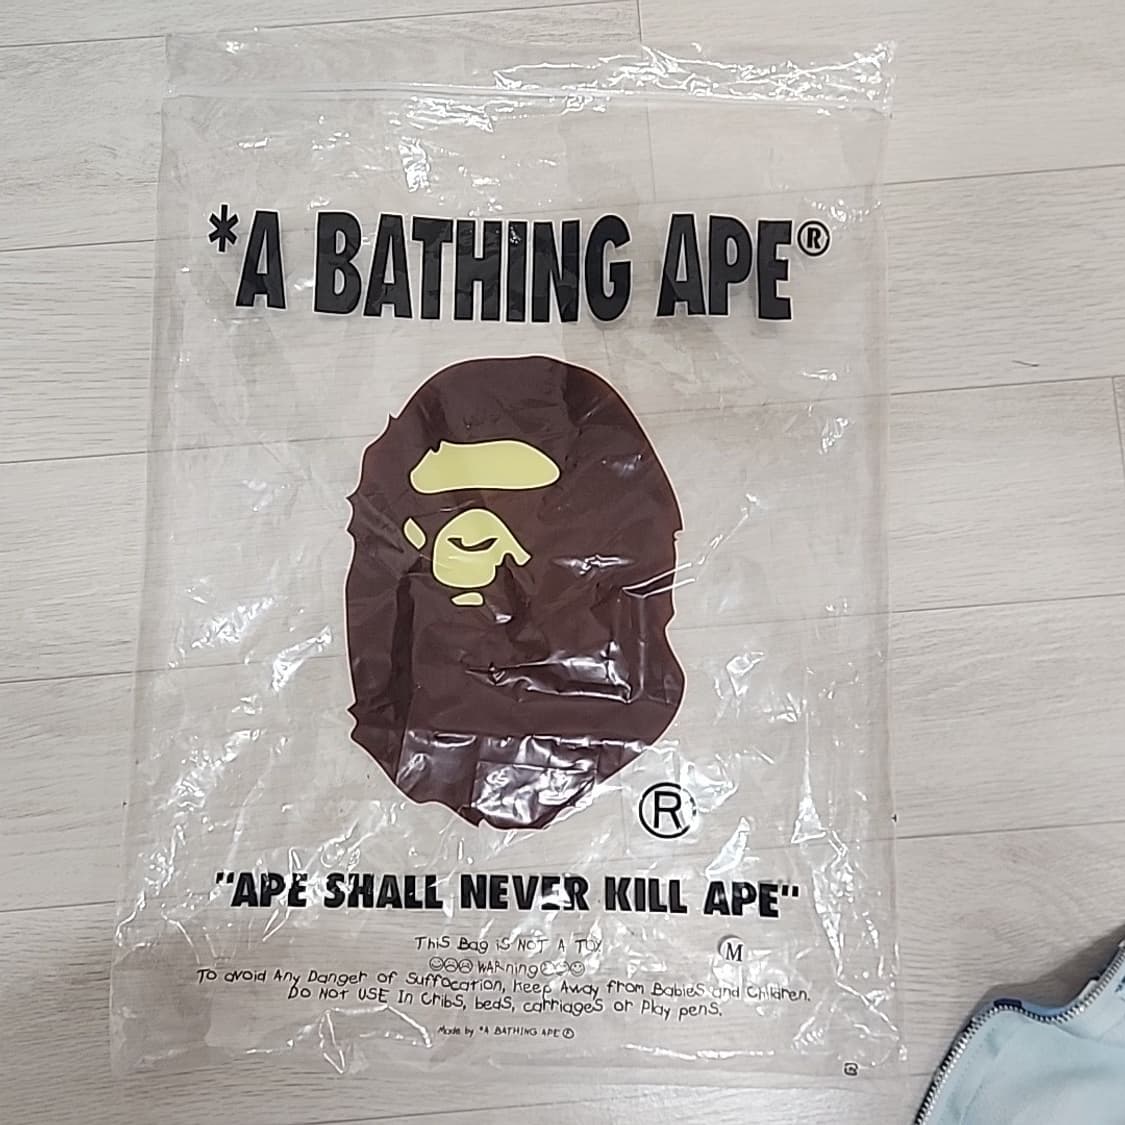 *A BATHING APE®
®
"APE SHALL NEVER KILL APE"
THiS Bag iS NOT A TOY
M
WARning
To avoid Any Danger of Suffocation, Keep Away from Babies and Children.
Do NoT USE In Cribs, beds, carriages or Play pens.
Made by *A BATHING APE®